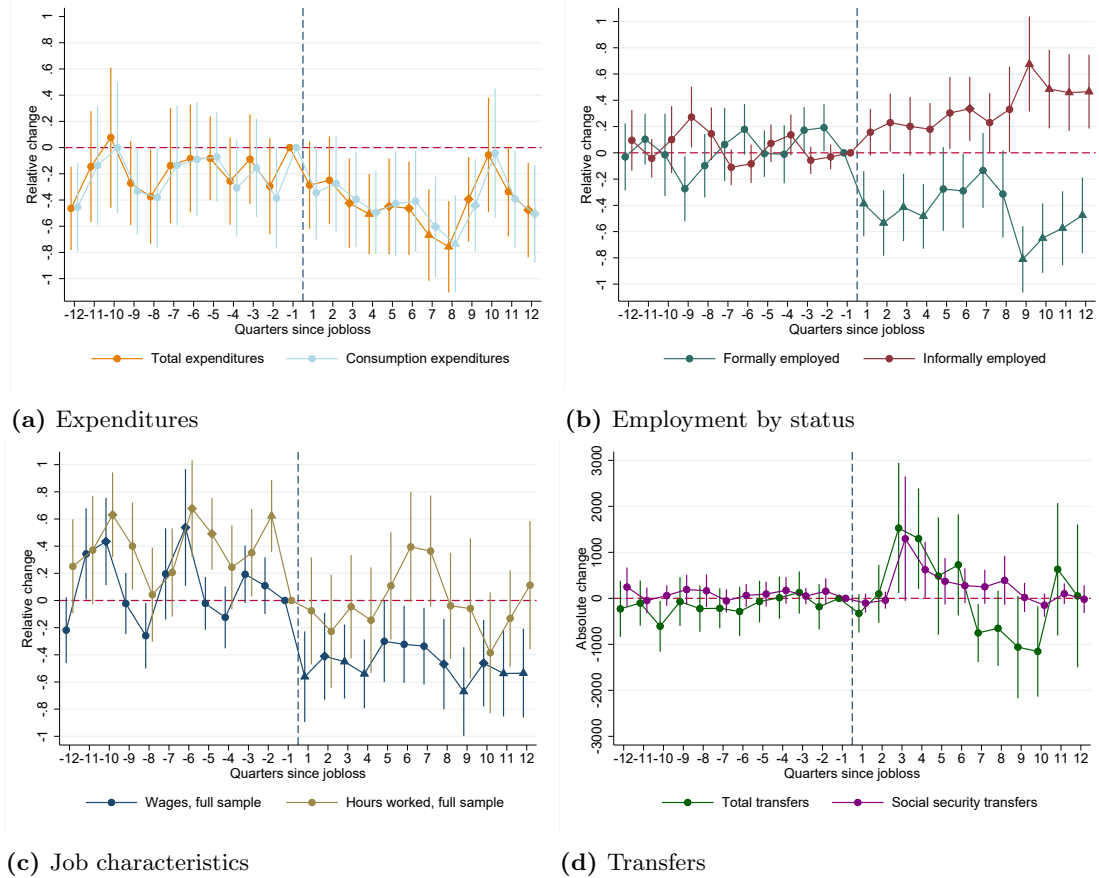 1
.8
.6
.4
.2
0
-.2
-.4
-.6
-.8
-1
Relative change
-12 -11 -10 -9 -8 -7 -6 -5 -4 -3 -2 -1 1 2 3 4 5 6 7 8 9 10 11 12
Quarters since jobloss
Total expenditures Consumption expenditures
(a) Expenditures
1
.8
.6
.4
.2
0
-.2
-.4
-.6
-.8
-1
Relative change
-12 -11 -10 -9 -8 -7 -6 -5 -4 -3 -2 -1 1 2 3 4 5 6 7 8 9 10 11 12
Quarters since jobloss
Formally employed Informally employed
(b) Employment by status
1
.8
.6
.4
.2
0
-.2
-.4
-.6
-.8
-1
Relative change
-12 -11 -10 -9 -8 -7 -6 -5 -4 -3 -2 -1 1 2 3 4 5 6 7 8 9 10 11 12
Quarters since jobloss
Wages, full sample Hours worked, full sample
(c) Job characteristics
3000
2000
1000
0
-1000
-2000
-3000
Absolute change
-12 -11 -10 -9 -8 -7 -6 -5 -4 -3 -2 -1 1 2 3 4 5 6 7 8 9 10 11 12
Quarters since jobloss
Total transfers Social security transfers
(d) Transfers